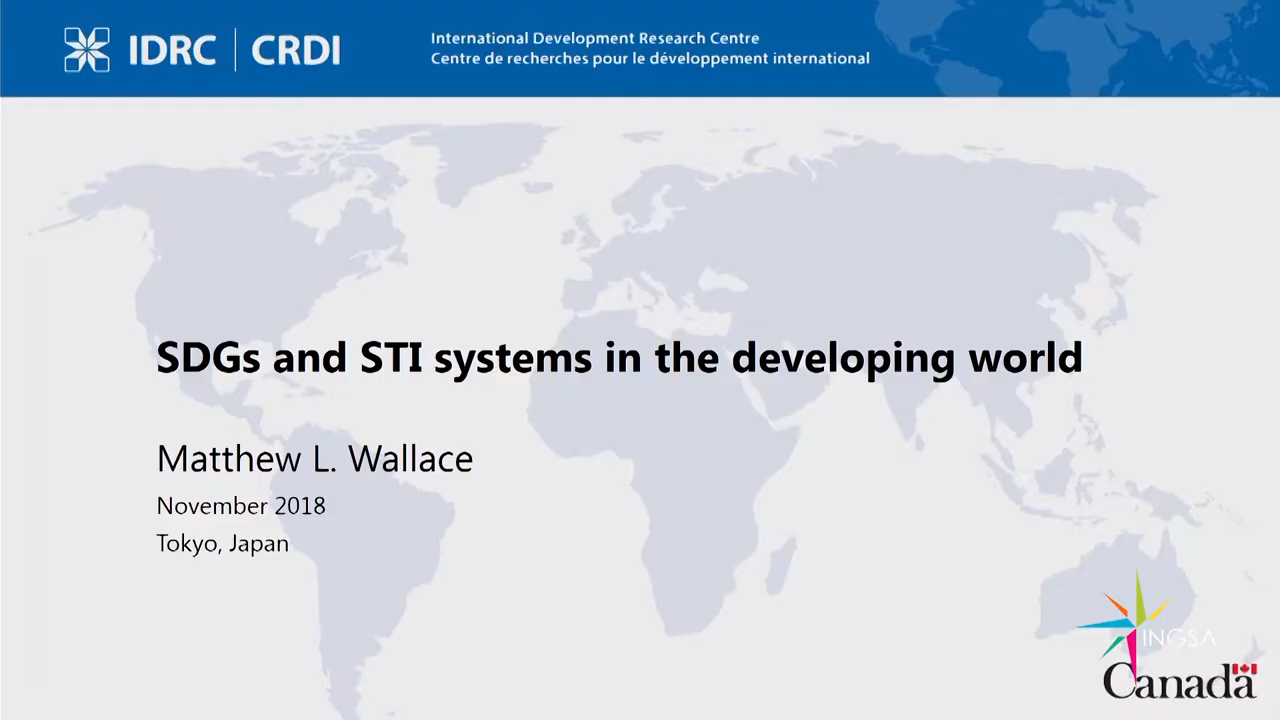 IDRC | CRDI
International Development Research Centre
Centre de recherches pour le développement international
SDGs and STI systems in the developing world
Matthew L. Wallace
November 2018
Tokyo, Japan
INGSA
Canada